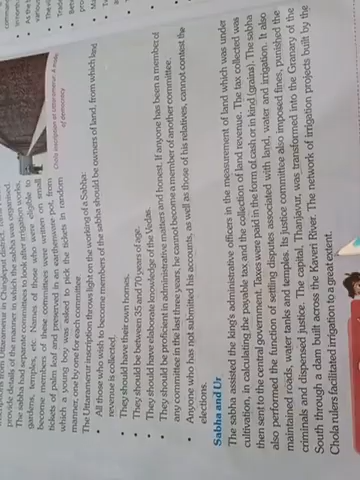 provide details of the manner in which the sabha was organised.
The sabha had separate committees to look after irrigation works,
gardens, temples, etc. Names of those who were eligible to
become members of these committees were written on small
tickets of palm leaf and gathered in an earthenware pot, from
which a young boy was asked to pick the tickets in random
manner, one by one for each committee.
Chola inscription at Uttaramerur: A model
of democracy
The Uttaramerur inscription throws light on the working of a Sabha:
• All those who wish to become members of the sabha should be owners of land, from which land
revenue is collected.
• They should have their own homes.
• They should be between 35 and 70 years of age.
• They should have elaborate knowledge of the Vedas.
• They should be proficient in administrative matters and honest. If anyone has been a member of
any committee in the last three years, he cannot become a member of another committee.
• Anyone who has not submitted his accounts, as well as those of his relatives, cannot contest the
elections.
Sabha and Ur
The sabha assisted the king's administrative officers in the measurement of land which was under
cultivation, in calculating the payable tax and the collection of land revenue. The tax collected was
then sent to the central government. Taxes were paid in the form of cash or in kind (grains). The sabha
also performed the function of settling disputes associated with land, water and irrigation. It also
maintained roads, water tanks and temples. Its justice committee also imposed fines, punished the
criminals and dispensed justice. The capital, Thanjavur, was transformed into the Granary of the
South through a dam built across the Kaveri River. The network of irrigation projects built by the
Chola rulers facilitated irrigation to a great extent.